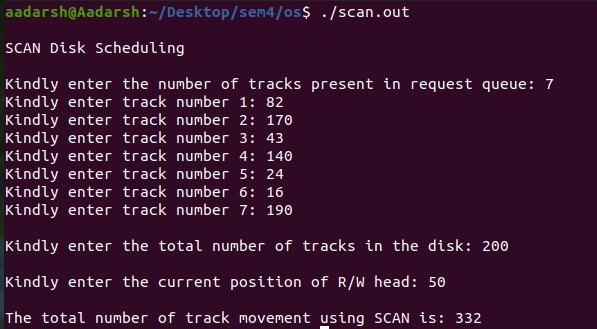 aadarsh@Aadarsh:~/Desktop/sem4/os$ ./scan.out
SCAN Disk Scheduling
Kindly enter the number of tracks present in request queue: 7
Kindly enter track number 1: 82
Kindly enter track number 2: 170
Kindly enter track number 3: 43
Kindly enter track number 4: 140
Kindly enter track number 5: 24
Kindly enter track number 6: 16
Kindly enter track number 7: 190
Kindly enter the total number of tracks in the disk: 200
Kindly enter the current position of R/W head: 50
The total number of track movement using SCAN is: 332